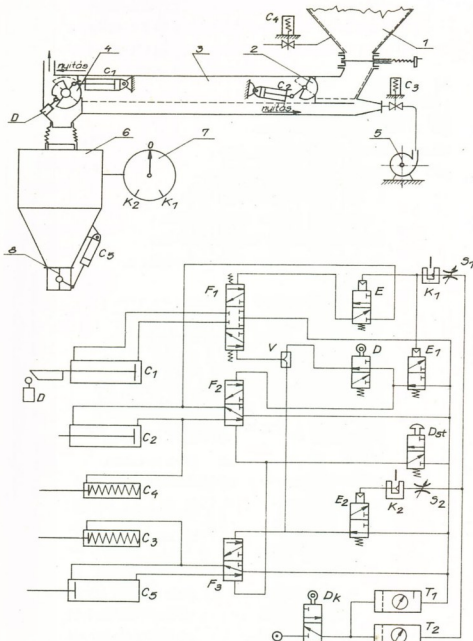 C4
1
nyitás
4
3
2
C1
C2
C3
D
nyitás
6
7
O
5
K2
K1
8
C5
F1
E
K1
S1
V
D
E1
D
C1
F2
C2
Dst
C4
E2
K2
S2
C3
F3
C5
Dk
T1
T2